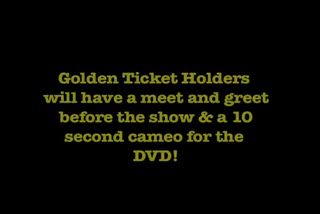 Golden Ticket Holders
will have a meet and greet
before the show & a 10
second cameo for the
DVD!